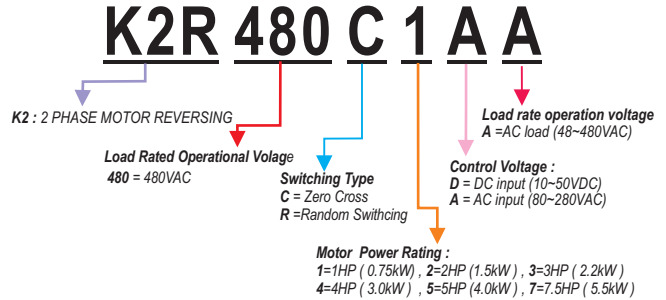 K2R 480 C 1 A A
K2 : 2 PHASE MOTOR REVERSING
Load Rated Operational Volage
480 = 480VAC
Switching Type
C = Zero Cross
R =Random Swithcing
Motor Power Rating :
1=1HP ( 0.75kW) , 2=2HP (1.5kW ) , 3=3HP ( 2.2kW )
4=4HP ( 3.0kW ) , 5=5HP (4.0kW ) , 7=7.5HP ( 5.5kW )
Control Voltage :
D = DC input (10~50VDC)
A = AC input (80~280VAC)
Load rate operation voltage
A =AC load (48~480VAC)